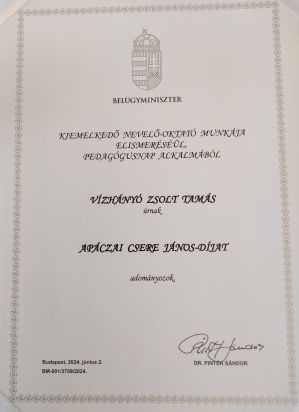 BELÜGYMINISZTER
KIEMELKEDŐ NEVELŐ-OKTATÓ MUNKÁJA
ELISMERÉSÉÜL,
PEDAGÓGUSNAP ALKALMÁBÓL
VÍZHÁNYÓ ZSOLT TAMÁS
úrnak
APÁCZAI CSERE JÁNOS-DÍJAT
adományozok.
Budapest, 2024. június 2.
BM-001/3709/2024.
DR. PINTÉR SÁNDOR